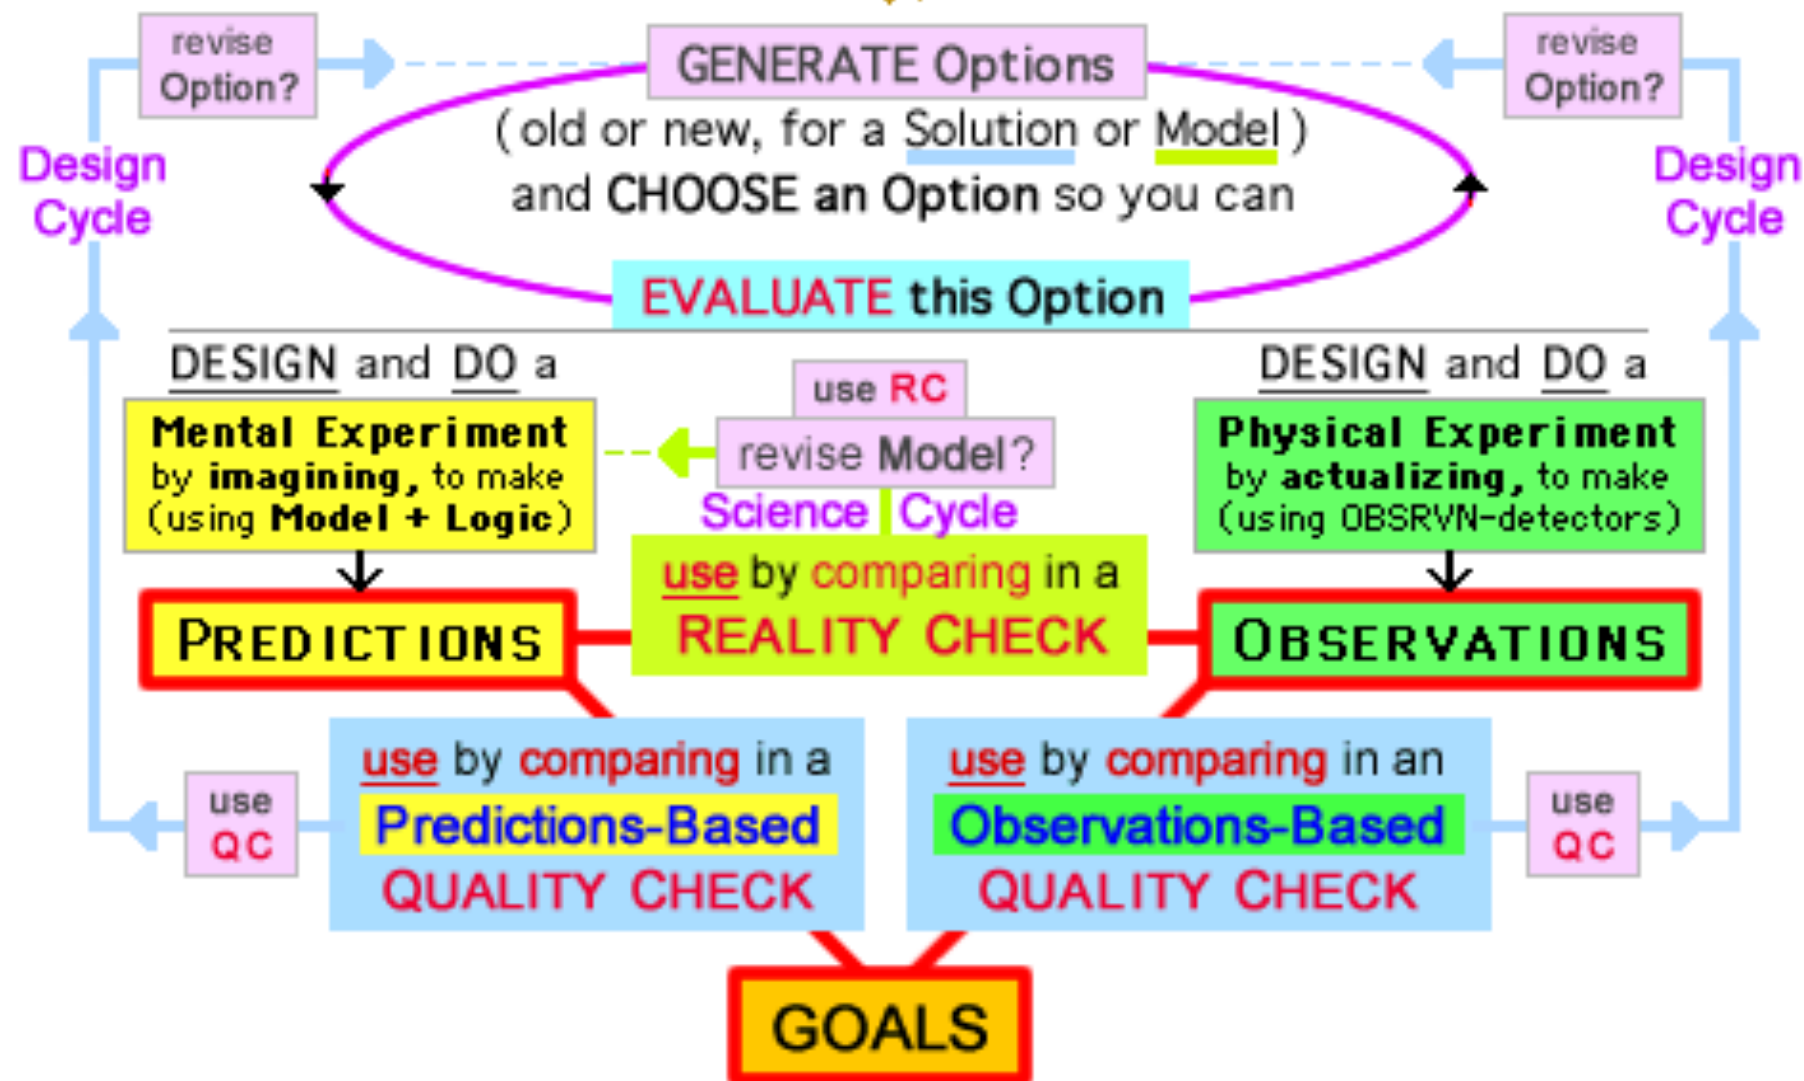 revise
Option?
GENERATE Options
revise
Option?
(old or new, for a Solution or Model)
and CHOOSE an Option so you can
Design
Cycle
Design
Cycle
EVALUATE this Option
DESIGN and DO a
DESIGN and DO a
Mental Experiment
by imagining, to make
(using Model + Logic)
use RC
revise Model?
Science Cycle
Physical Experiment
by actualizing, to make
(using OBSRVN-detectors)
use by comparing in a
REALITY CHECK
PREDICTIONS
OBSERVATIONS
use by comparing in a
Predictions-Based
QUALITY CHECK
use by comparing in an
Observations-Based
QUALITY CHECK
use
QC
use
QC
GOALS